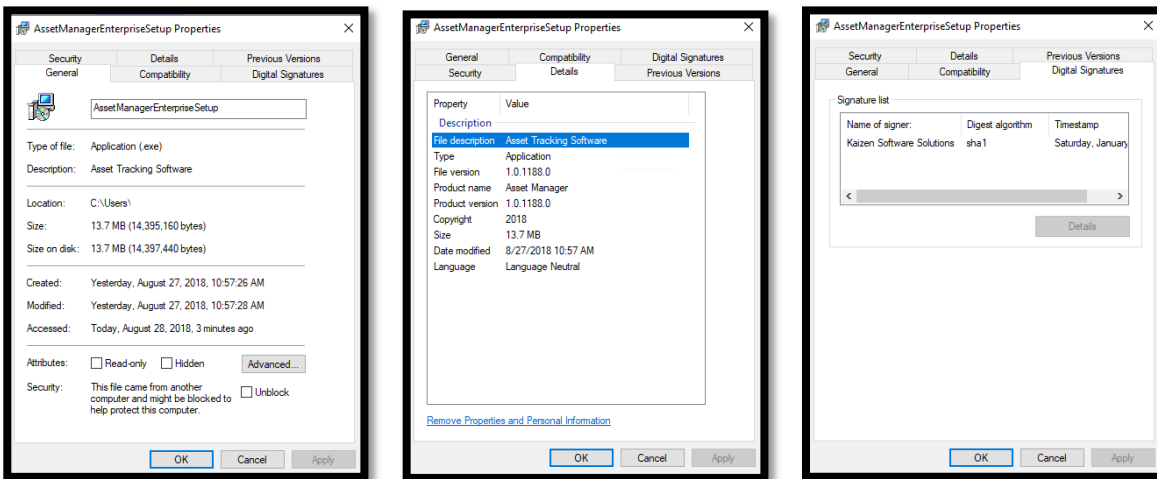 AssetManagerEnterpriseSetup Properties
Security Details Previous Versions
General Compatibility Digital Signatures
AssetManagerEnterpriseSetup
Type of file: Application (.exe)
Description: Asset Tracking Software
Location: C:\Users\
Size: 13.7 MB (14,395,160 bytes)
Size on disk: 13.7 MB (14,397,440 bytes)
Created: Yesterday, August 27, 2018, 10:57:26 AM
Modified: Yesterday, August 27, 2018, 10:57:28 AM
Accessed: Today, August 28, 2018, 3 minutes ago
Attributes: Read-only Hidden Advanced...
Security: This file came from another
computer and might be blocked to
help protect this computer.
Unblock
OK Cancel Apply
AssetManagerEnterpriseSetup Properties
General Compatibility Digital Signatures
Security Details Previous Versions
Property Value
Description
File description Asset Tracking Software
Type Application
File version 1.0.1188.0
Product name Asset Manager
Product version 1.0.1188.0
Copyright 2018
Size 13.7 MB
Date modified 8/27/2018 10:57 AM
Language Language Neutral
Remove Properties and Personal Information
OK Cancel Apply
AssetManagerEnterpriseSetup Properties
Security Details Previous Versions
General Compatibility Digital Signatures
Signature list
Name of signer: Digest algorithm Timestamp
Kaizen Software Solutions sha1 Saturday, January
Details
OK Cancel Apply